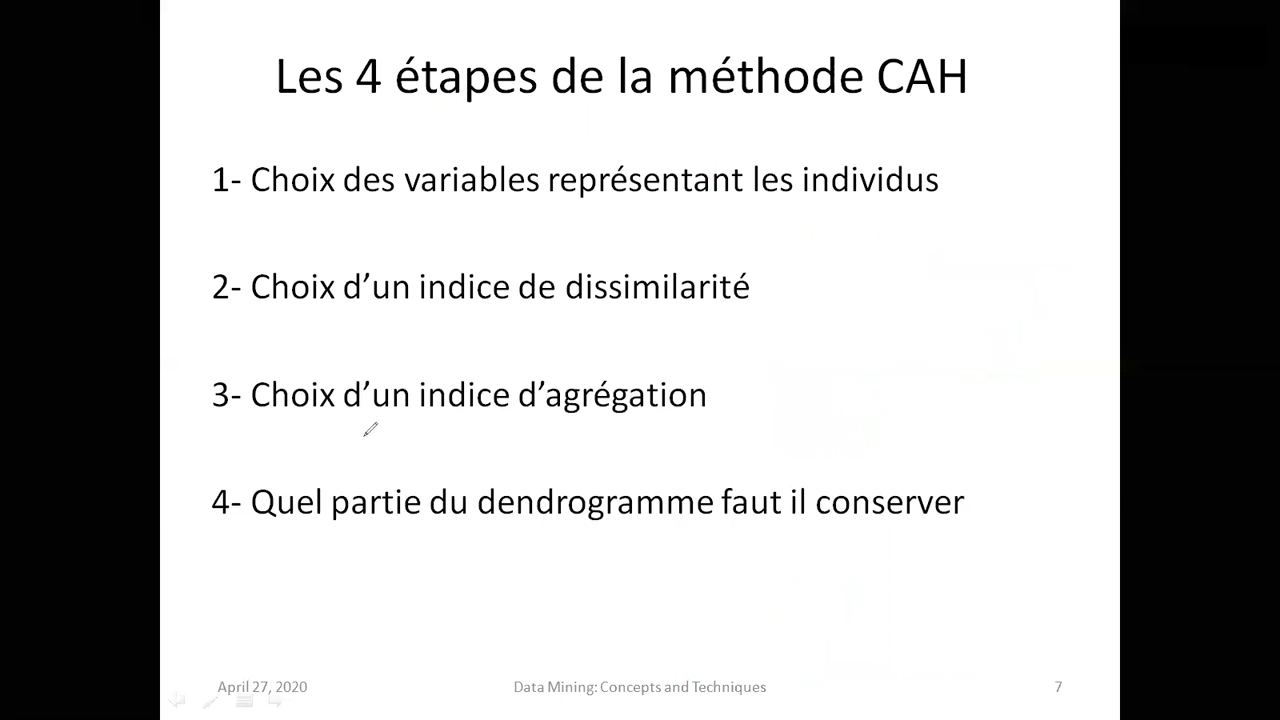 Les 4 étapes de la méthode CAH
1- Choix des variables représentant les individus
2- Choix d’un indice de dissimilarité
3- Choix d’un indice d’agrégation
4- Quel partie du dendrogramme faut il conserver
April 27, 2020
Data Mining: Concepts and Techniques
7